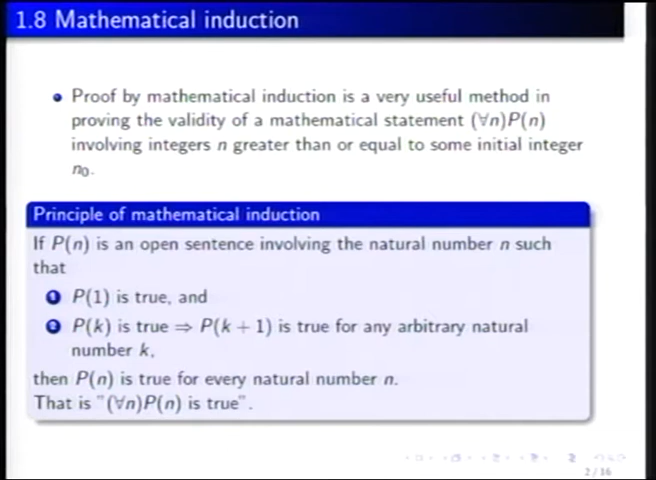 1.8 Mathematical induction
• Proof by mathematical induction is a very useful method in
proving the validity of a mathematical statement (∀n)P(n)
involving integers n greater than or equal to some initial integer
n₀.
Principle of mathematical induction
If P(n) is an open sentence involving the natural number n such
that
1 P(1) is true, and
2 P(k) is true ⇒ P(k + 1) is true for any arbitrary natural
number k,
then P(n) is true for every natural number n.
That is "(∀n)P(n) is true".
2/16